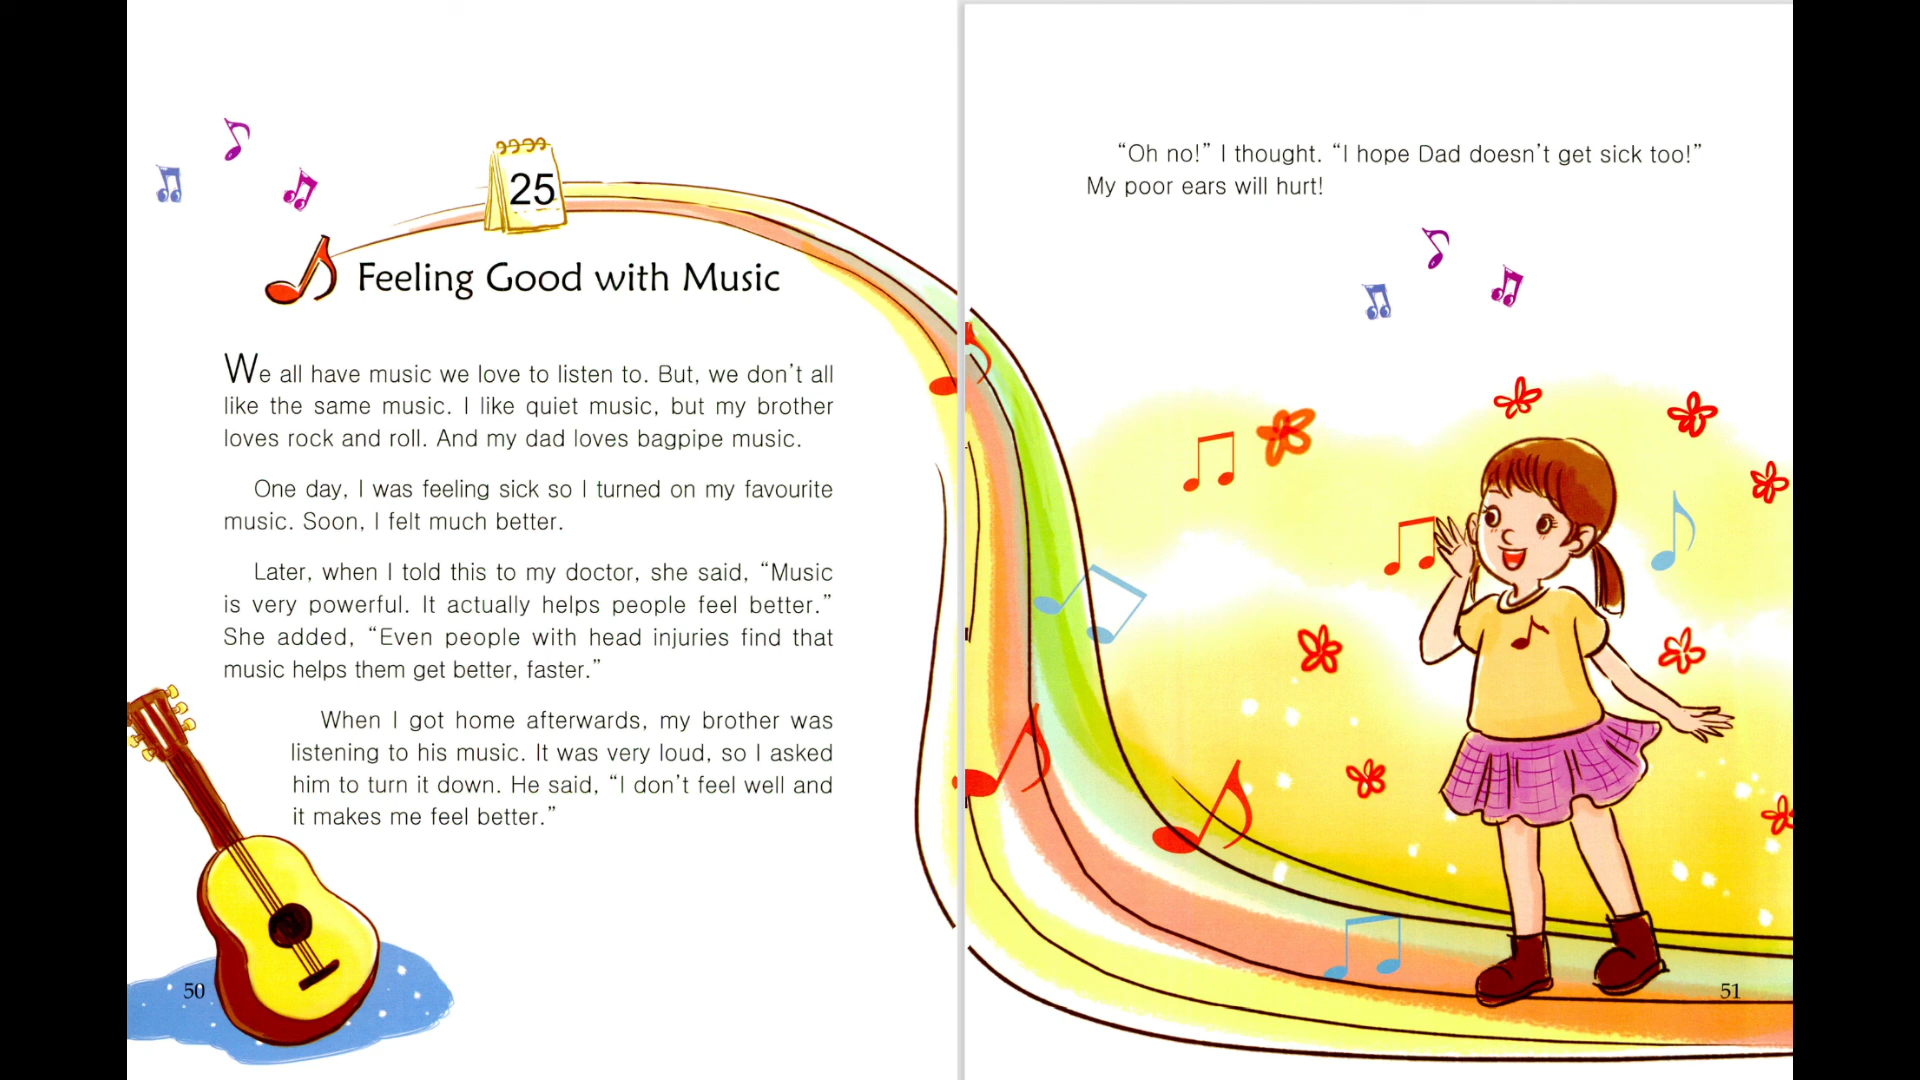 25
Feeling Good with Music
We all have music we love to listen to. But, we don’t all
like the same music. I like quiet music, but my brother
loves rock and roll. And my dad loves bagpipe music.
One day, I was feeling sick so I turned on my favourite
music. Soon, I felt much better.
Later, when I told this to my doctor, she said, “Music
is very powerful. It actually helps people feel better.”
She added, “Even people with head injuries find that
music helps them get better, faster.”
When I got home afterwards, my brother was
listening to his music. It was very loud, so I asked
him to turn it down. He said, “I don’t feel well and
it makes me feel better.”
50
“Oh no!” I thought. “I hope Dad doesn’t get sick too!”
My poor ears will hurt!
51